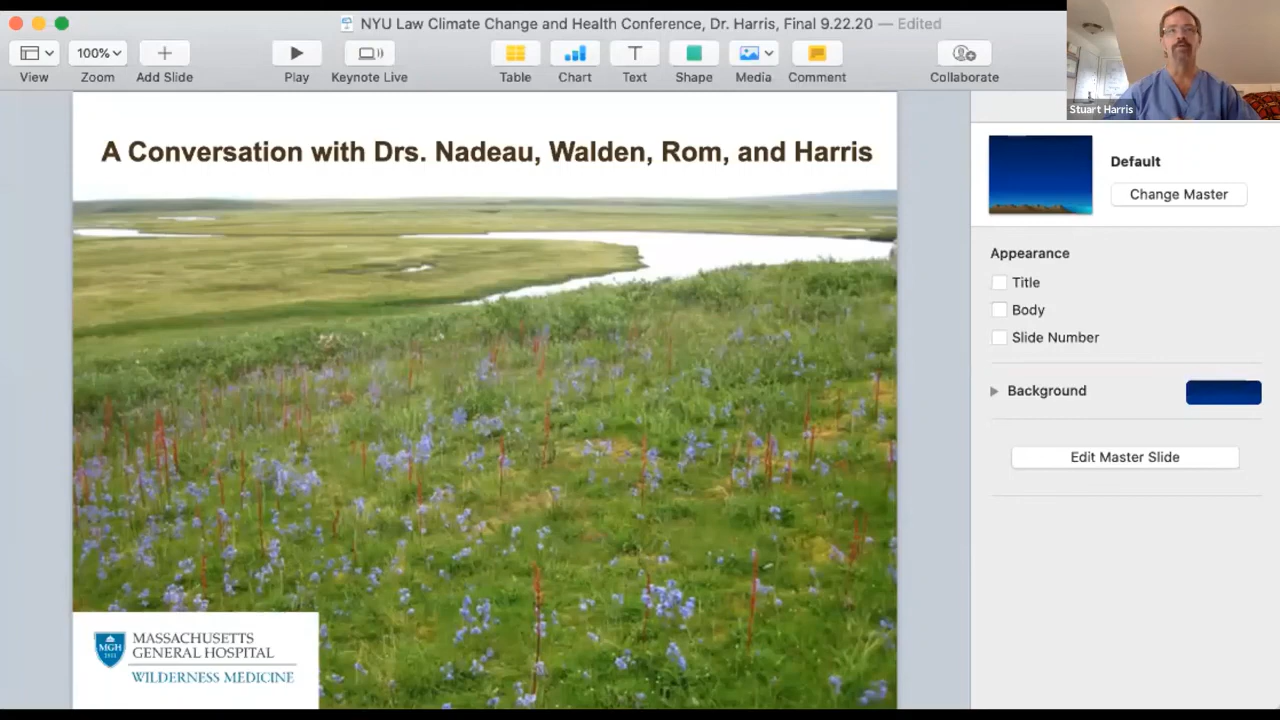 NYU Law Climate Change and Health Conference, Dr. Harris, Final 9.22.20 — Edited
100%
View
Zoom
Add Slide
Play
Keynote Live
Table
Chart
Text
Shape
Media
Comment
Collaborate
Stuart Harris
A Conversation with Drs. Nadeau, Walden, Rom, and Harris
Default
Change Master
Appearance
Title
Body
Slide Number
Background
Edit Master Slide
MGH
1811
MASSACHUSETTS
GENERAL HOSPITAL
WILDERNESS MEDICINE